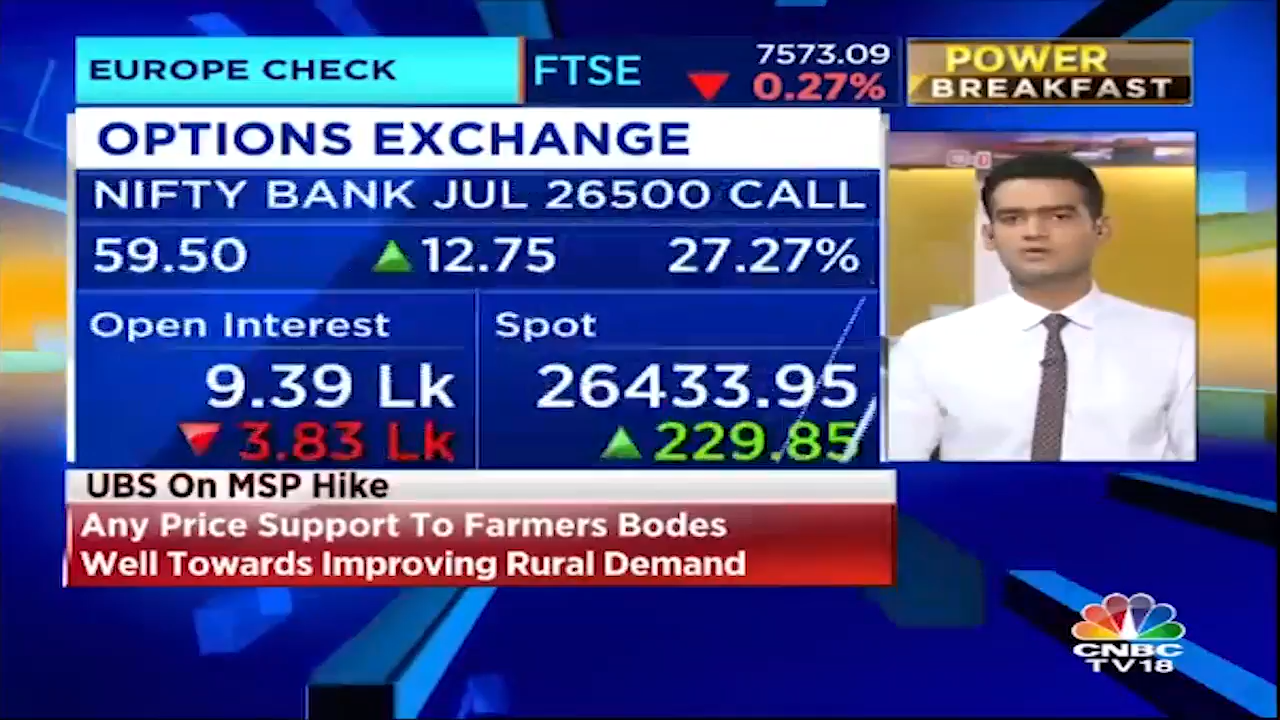 EUROPE CHECK
FTSE
7573.09
▼ 0.27%
POWER
BREAKFAST
OPTIONS EXCHANGE
NIFTY BANK JUL 26500 CALL
59.50 ▲12.75 27.27%
Open Interest
9.39 Lk
▼ 3.83 Lk
Spot
26433.95
▲ 229.85
UBS On MSP Hike
Any Price Support To Farmers Bodes
Well Towards Improving Rural Demand
CNBC
TV18